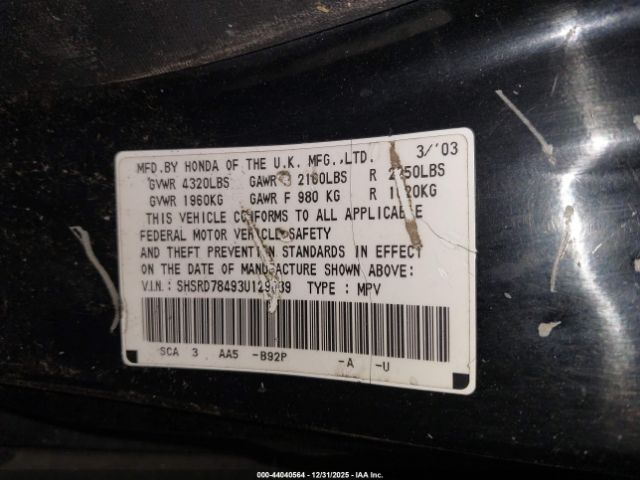 MFD.BY HONDA OF THE U.K. MFG.,LTD. 3/'03
GVWR 4320LBS GAWR 2160LBS R
GVWR 1960KG GAWR F 980 KG R
THIS VEHICLE CONFORMS TO ALL APPLICABLE
FEDERAL MOTOR VEHICLE SAFETY
AND THEFT PREVENTION STANDARDS IN EFFECT
ON THE DATE OF MANUFACTURE SHOWN ABOVE:
V.I.N.: TYPE : MPV
SCA 3 AA5 -B92P -A -U
000-44040564 | 12/31/2025 | IAA Inc.